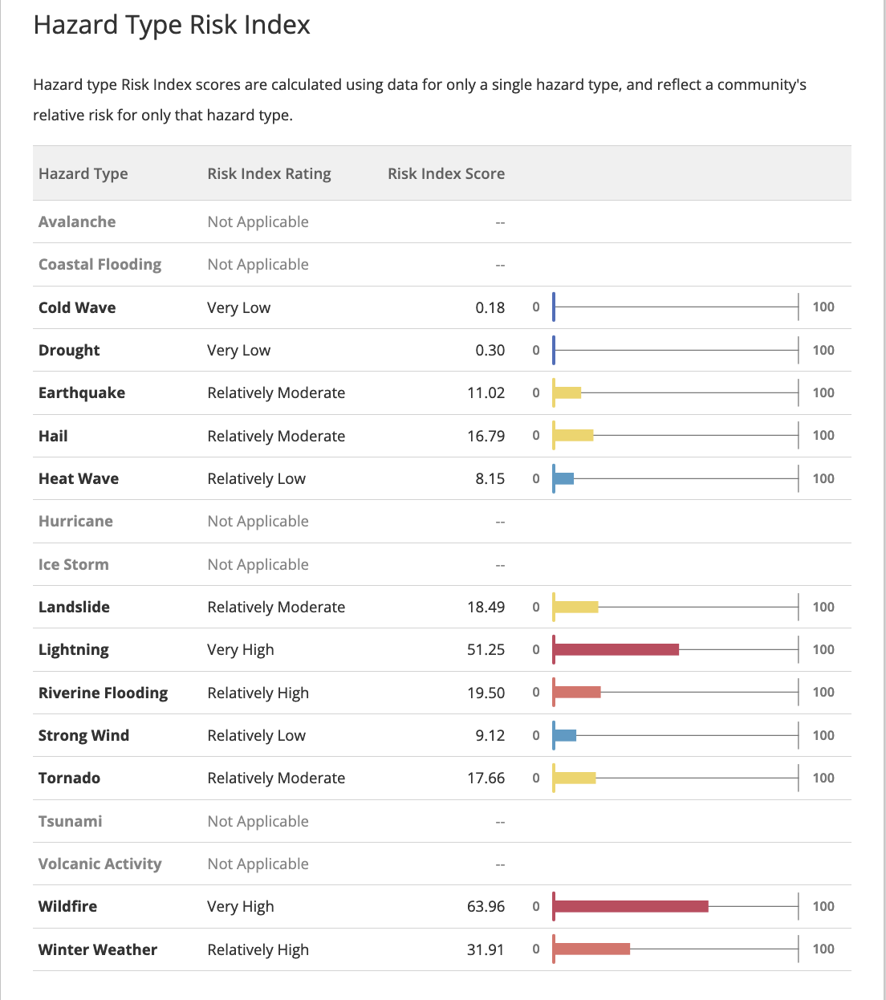 Hazard Type Risk Index
Hazard type Risk Index scores are calculated using data for only a single hazard type, and reflect a community's
relative risk for only that hazard type.
Hazard Type Risk Index Rating Risk Index Score
Avalanche Not Applicable --
Coastal Flooding Not Applicable --
Cold Wave Very Low 0.18 0 100
Drought Very Low 0.30 0 100
Earthquake Relatively Moderate 11.02 0 100
Hail Relatively Moderate 16.79 0 100
Heat Wave Relatively Low 8.15 0 100
Hurricane Not Applicable --
Ice Storm Not Applicable --
Landslide Relatively Moderate 18.49 0 100
Lightning Very High 51.25 0 100
Riverine Flooding Relatively High 19.50 0 100
Strong Wind Relatively Low 9.12 0 100
Tornado Relatively Moderate 17.66 0 100
Tsunami Not Applicable --
Volcanic Activity Not Applicable --
Wildfire Very High 63.96 0 100
Winter Weather Relatively High 31.91 0 100